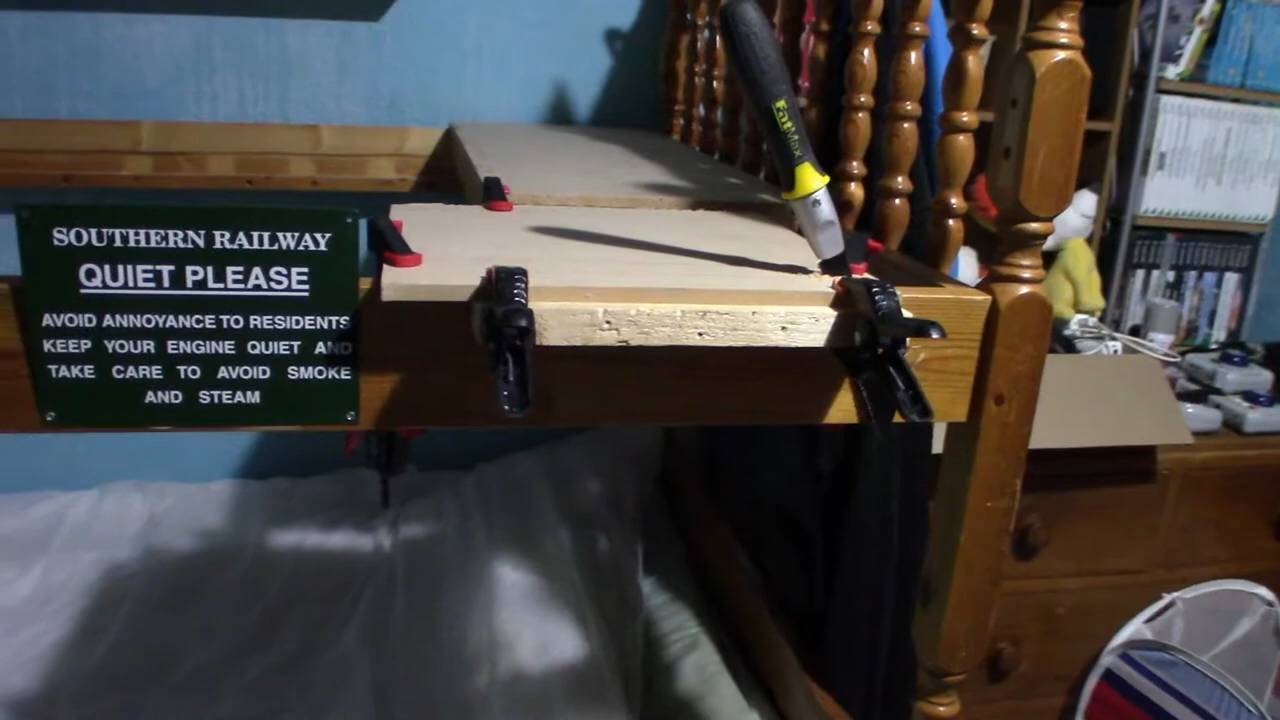 SOUTHERN RAILWAY
QUIET PLEASE
AVOID ANNOYANCE TO RESIDENTS
KEEP YOUR ENGINE QUIET AND
TAKE CARE TO AVOID SMOKE
AND STEAM
FatMax